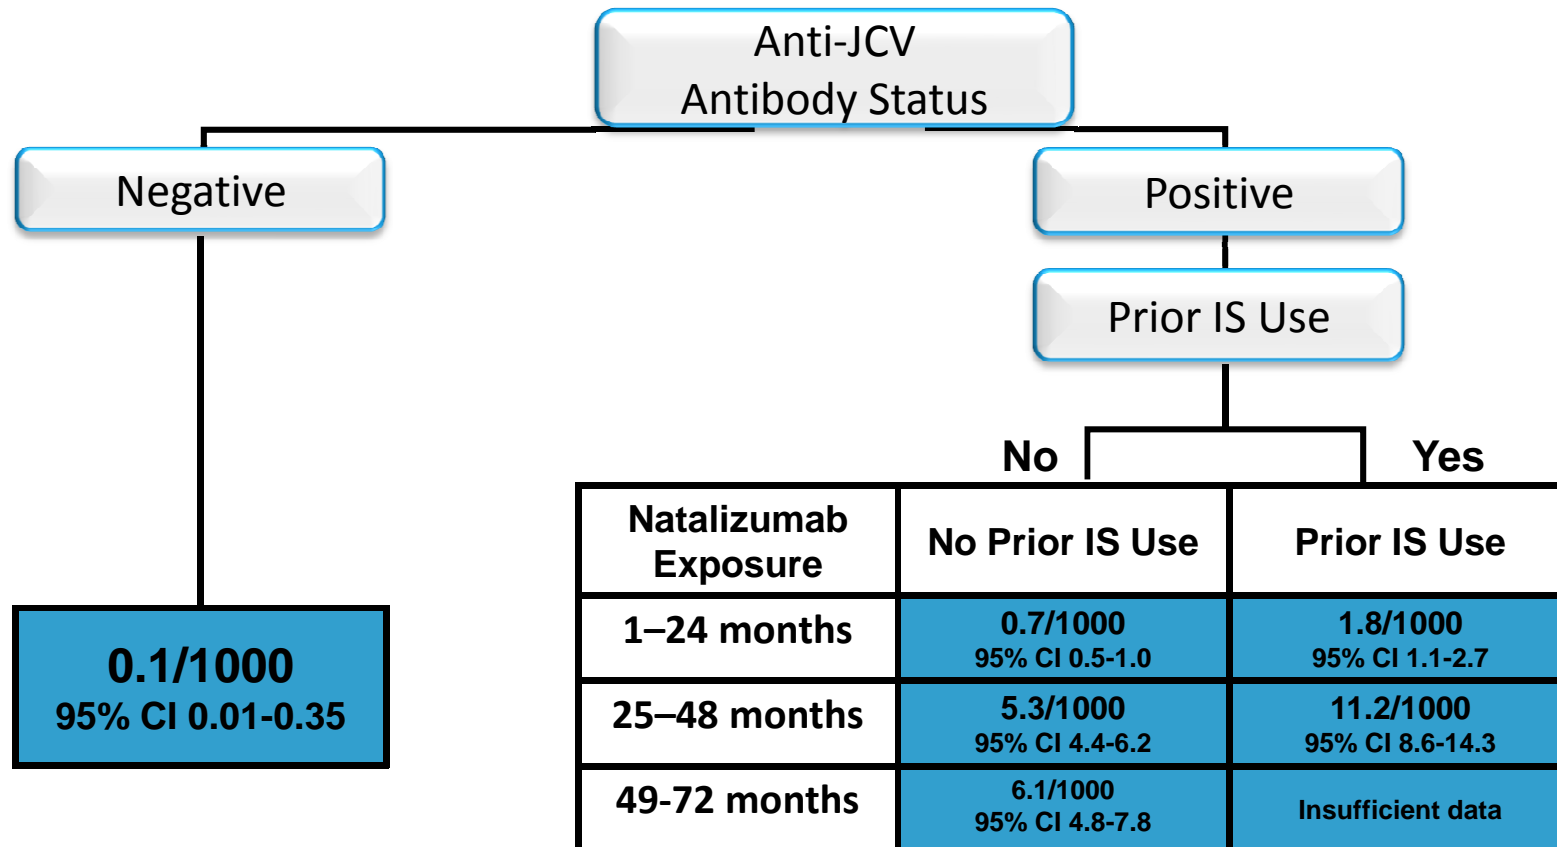 Anti-JCV
Antibody Status
Negative
Positive
Prior IS Use
No
Yes
Natalizumab
Exposure
No Prior IS Use
Prior IS Use
1–24 months
0.7/1000
95% CI 0.5-1.0
1.8/1000
95% CI 1.1-2.7
0.1/1000
95% CI 0.01-0.35
25–48 months
5.3/1000
95% CI 4.4-6.2
11.2/1000
95% CI 8.6-14.3
49-72 months
6.1/1000
95% CI 4.8-7.8
Insufficient data